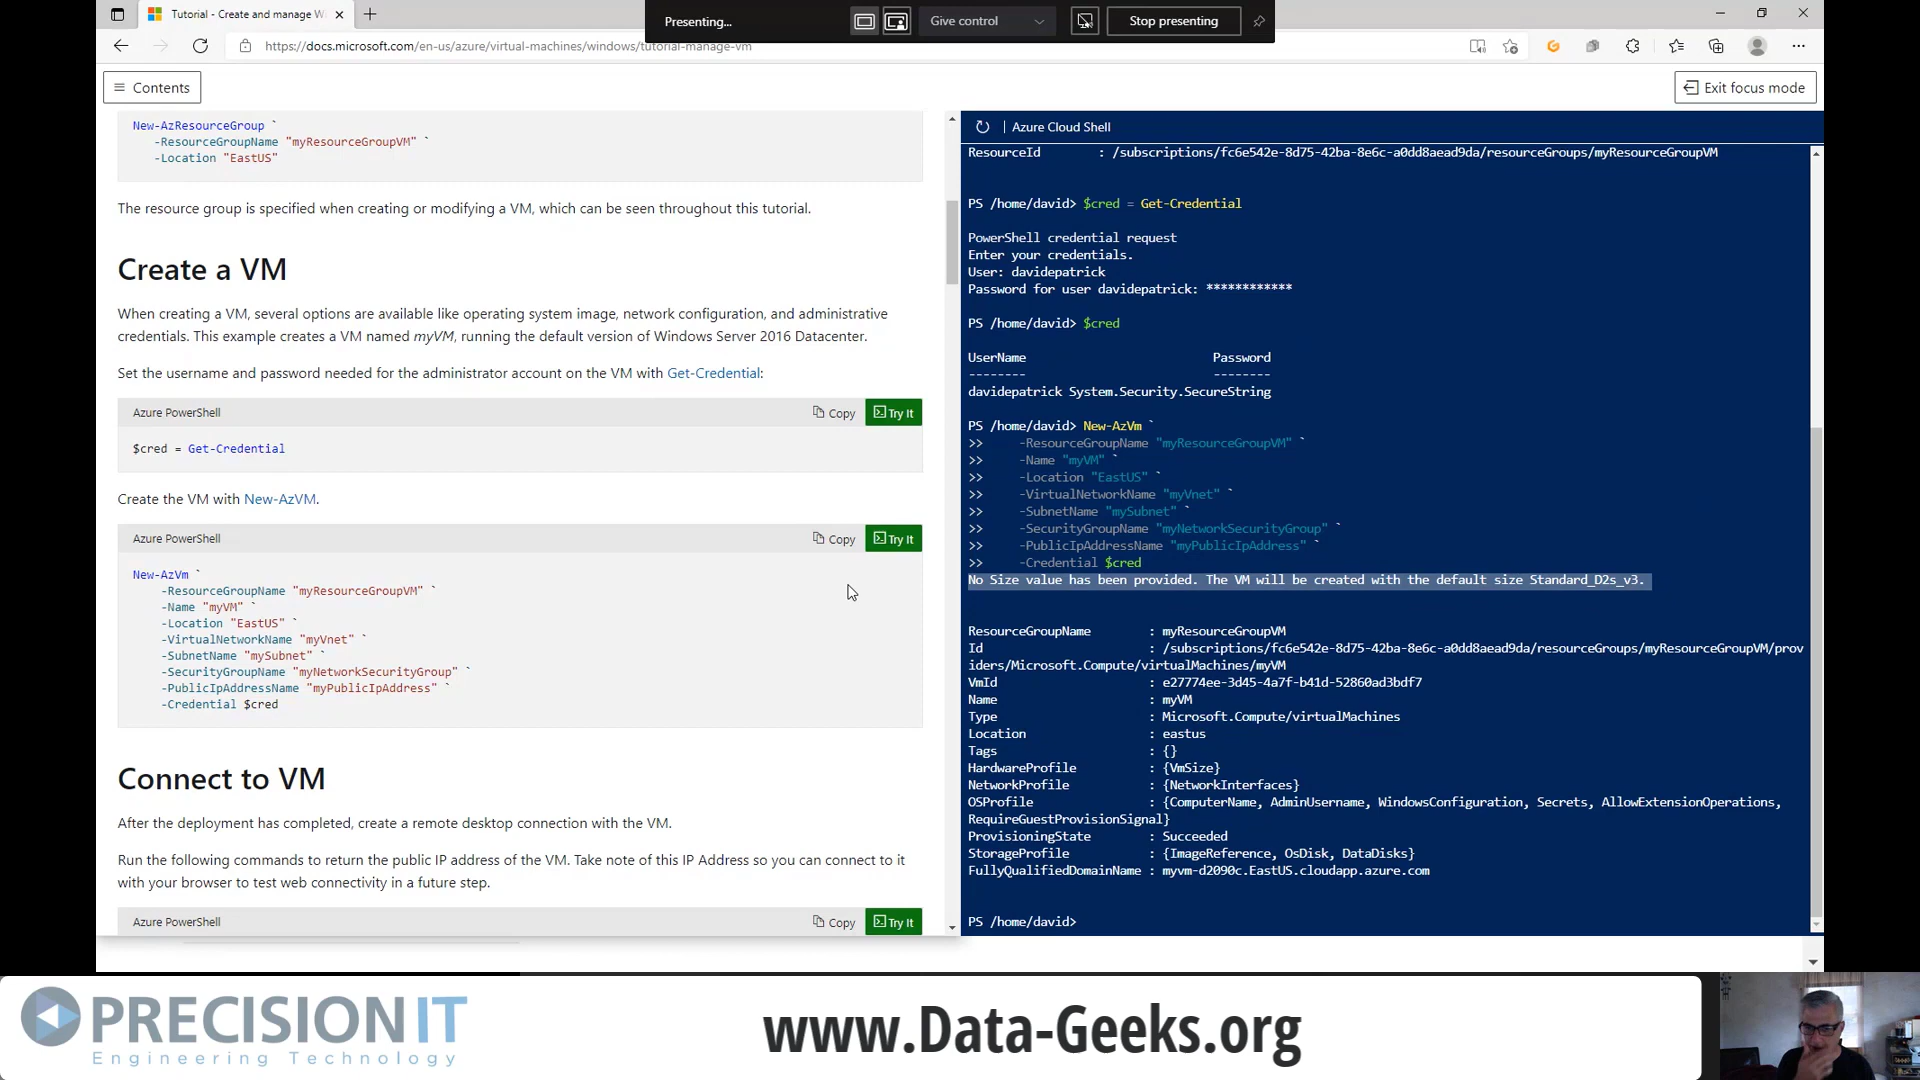 Tutorial - Create and manage W
Presenting...
Give control
Stop presenting
https://docs.microsoft.com/en-us/azure/virtual-machines/windows/tutorial-manage-vm
Contents
Exit focus mode
New-AzResourceGroup `
-ResourceGroupName "myResourceGroupVM" `
-Location "EastUS"
The resource group is specified when creating or modifying a VM, which can be seen throughout this tutorial.
Create a VM
When creating a VM, several options are available like operating system image, network configuration, and administrative
credentials. This example creates a VM named myVM, running the default version of Windows Server 2016 Datacenter.
Set the username and password needed for the administrator account on the VM with Get-Credential:
Azure PowerShell
Copy
Try It
$cred = Get-Credential
Create the VM with New-AzVM.
Azure PowerShell
Copy
Try It
New-AzVm `
-ResourceGroupName "myResourceGroupVM" `
-Name "myVM" `
-Location "EastUS" `
-VirtualNetworkName "myVnet" `
-SubnetName "mySubnet" `
-SecurityGroupName "myNetworkSecurityGroup" `
-PublicIpAddressName "myPublicIpAddress" `
-Credential $cred
Connect to VM
After the deployment has completed, create a remote desktop connection with the VM.
Run the following commands to return the public IP address of the VM. Take note of this IP Address so you can connect to it
with your browser to test web connectivity in a future step.
Azure PowerShell
Copy
Try It
Azure Cloud Shell
ResourceId : /subscriptions/fc6e542e-8d75-42ba-8e6c-a0dd8aead9da/resourceGroups/myResourceGroupVM
PS /home/david> $cred = Get-Credential
PowerShell credential request
Enter your credentials.
User: davidepatrick
Password for user davidepatrick: ************
PS /home/david> $cred
UserName Password
-------- --------
davidepatrick System.Security.SecureString
PS /home/david> New-AzVm `
>> -ResourceGroupName "myResourceGroupVM" `
>> -Name "myVM" `
>> -Location "EastUS" `
>> -VirtualNetworkName "myVnet" `
>> -SubnetName "mySubnet" `
>> -SecurityGroupName "myNetworkSecurityGroup" `
>> -PublicIpAddressName "myPublicIpAddress" `
>> -Credential $cred
No Size value has been provided. The VM will be created with the default size Standard_D2s_v3.
ResourceGroupName : myResourceGroupVM
Id : /subscriptions/fc6e542e-8d75-42ba-8e6c-a0dd8aead9da/resourceGroups/myResourceGroupVM/prov
iders/Microsoft.Compute/virtualMachines/myVM
VmId : e27774ee-3d45-4a7f-b41d-52860ad3bdf7
Name : myVM
Type : Microsoft.Compute/virtualMachines
Location : eastus
Tags : {}
HardwareProfile : {VmSize}
NetworkProfile : {NetworkInterfaces}
OSProfile : {ComputerName, AdminUsername, WindowsConfiguration, Secrets, AllowExtensionOperations,
RequireGuestProvisionSignal}
ProvisioningState : Succeeded
StorageProfile : {ImageReference, OsDisk, DataDisks}
FullyQualifiedDomainName : myvm-d2090c.EastUS.cloudapp.azure.com
PS /home/david>
PRECISIONIT
Engineering Technology
www.Data-Geeks.org